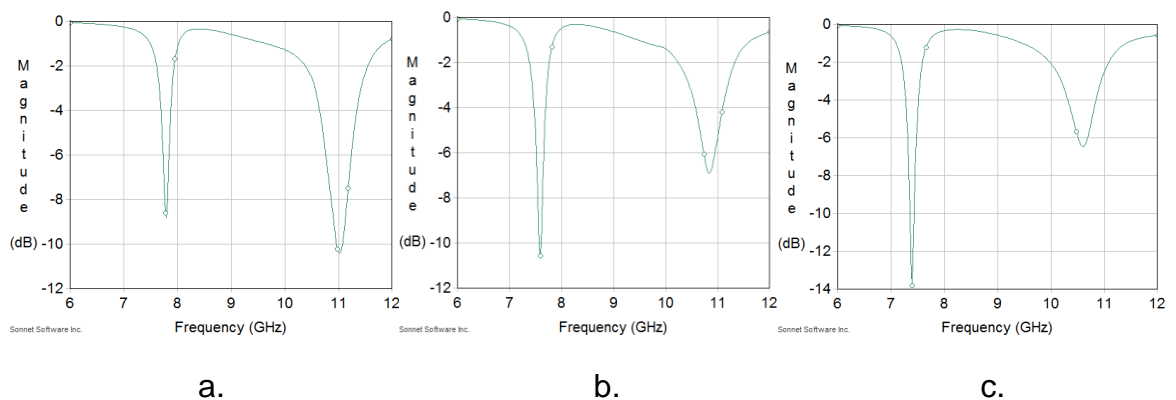 0
-2
-4
-6
-8
-10
-12
Magnitude
(dB)
6 7 8 9 10 11 12
Frequency (GHz)
Sonnet Software Inc.
a.
0
-2
-4
-6
-8
-10
-12
Magnitude
(dB)
6 7 8 9 10 11 12
Frequency (GHz)
Sonnet Software Inc.
b.
0
-2
-4
-6
-8
-10
-12
-14
Magnitude
(dB)
6 7 8 9 10 11 12
Frequency (GHz)
Sonnet Software Inc.
c.